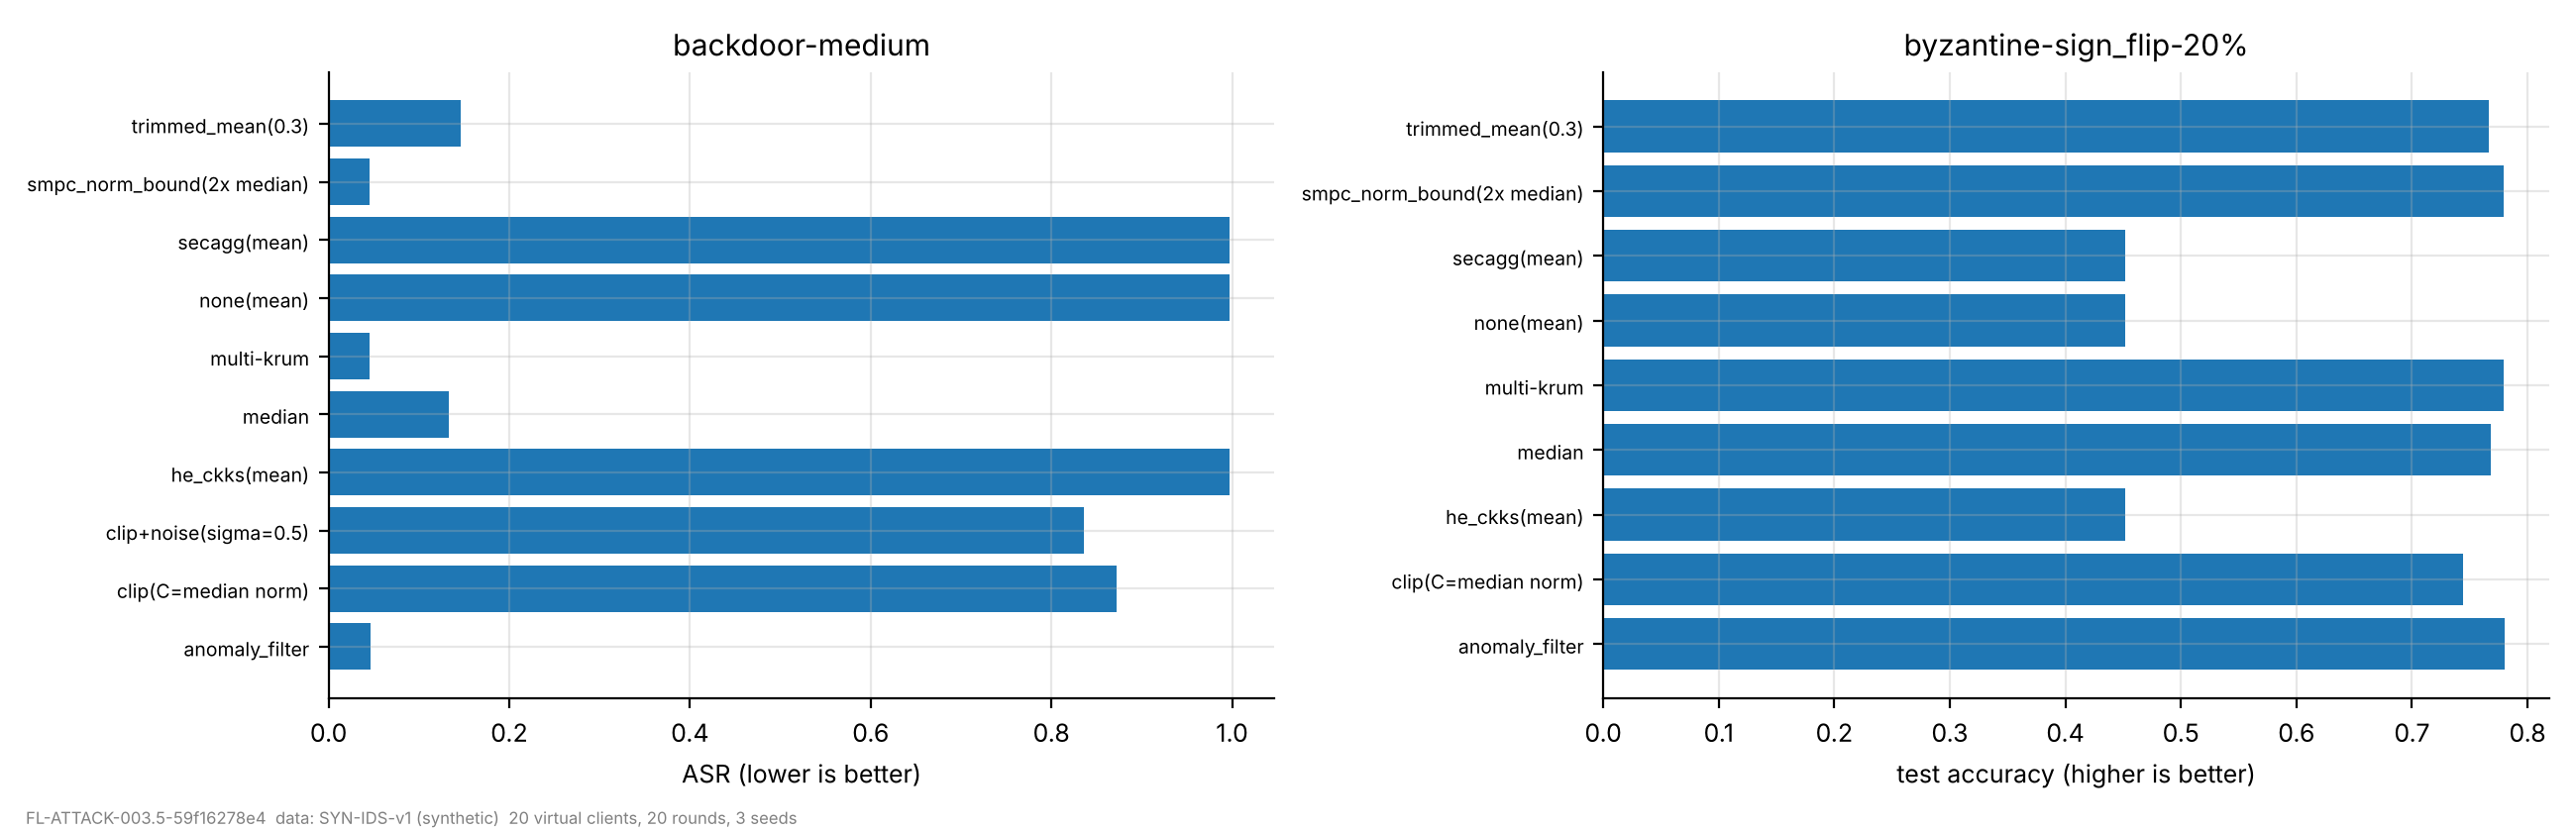 backdoor-medium
trimmed_mean(0.3)
smpc_norm_bound(2x median)
secagg(mean)
none(mean)
multi-krum
median
he_ckks(mean)
clip+noise(sigma=0.5)
clip(C=median norm)
anomaly_filter
0.0 0.2 0.4 0.6 0.8 1.0
ASR (lower is better)
byzantine-sign_flip-20%
trimmed_mean(0.3)
smpc_norm_bound(2x median)
secagg(mean)
none(mean)
multi-krum
median
he_ckks(mean)
clip(C=median norm)
anomaly_filter
0.0 0.1 0.2 0.3 0.4 0.5 0.6 0.7 0.8
test accuracy (higher is better)
FL-ATTACK-003.5-59f16278e4 data: SYN-IDS-v1 (synthetic) 20 virtual clients, 20 rounds, 3 seeds